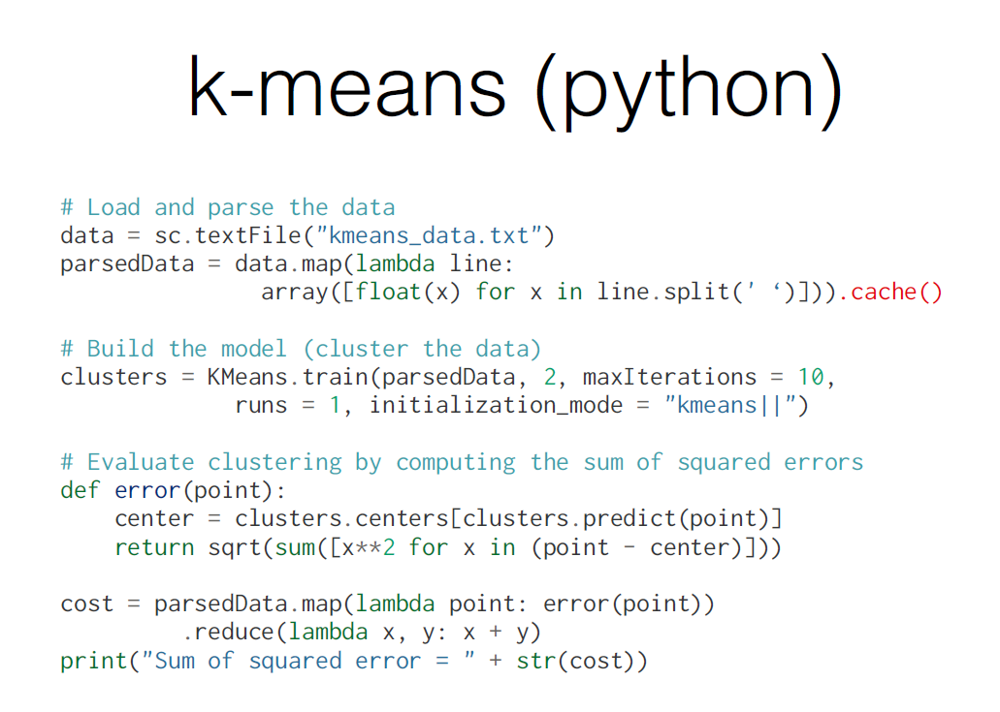 k-means (python)
# Load and parse the data
data = sc.textFile("kmeans_data.txt")
parsedData = data.map(lambda line:
array([float(x) for x in line.split(' ‘)])).cache()
# Build the model (cluster the data)
clusters = KMeans.train(parsedData, 2, maxIterations = 10,
runs = 1, initialization_mode = "kmeans||")
# Evaluate clustering by computing the sum of squared errors
def error(point):
center = clusters.centers[clusters.predict(point)]
return sqrt(sum([x**2 for x in (point - center)]))
cost = parsedData.map(lambda point: error(point))
.reduce(lambda x, y: x + y)
print("Sum of squared error = " + str(cost))